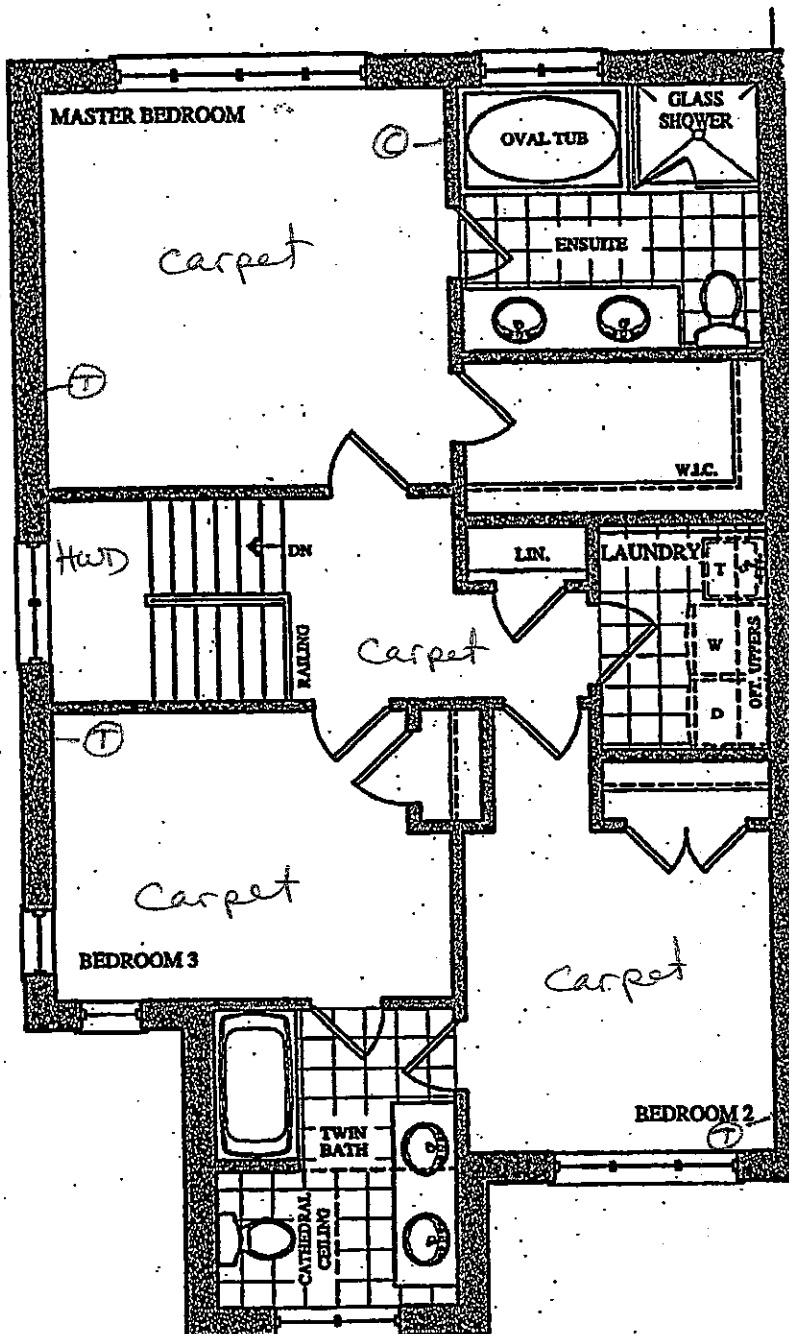 MASTER BEDROOM
GLASS
SHOWER
OVAL TUB
C
carpet
ENSUITE
T
W.I.C.
HWD
DN
LIN.
LAUNDRY
T
RAILING
Carpet
W
OPT. UPPERS
D
T
Carpet
BEDROOM 3
carpet
BEDROOM 2
T
TWIN
BATH
CATHEDRAL
CEILING